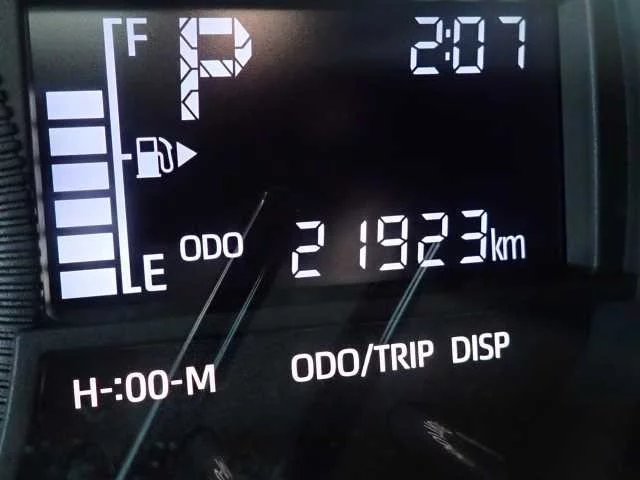 F P 2:07
E ODO 21923km
H-:00-M ODO/TRIP DISP